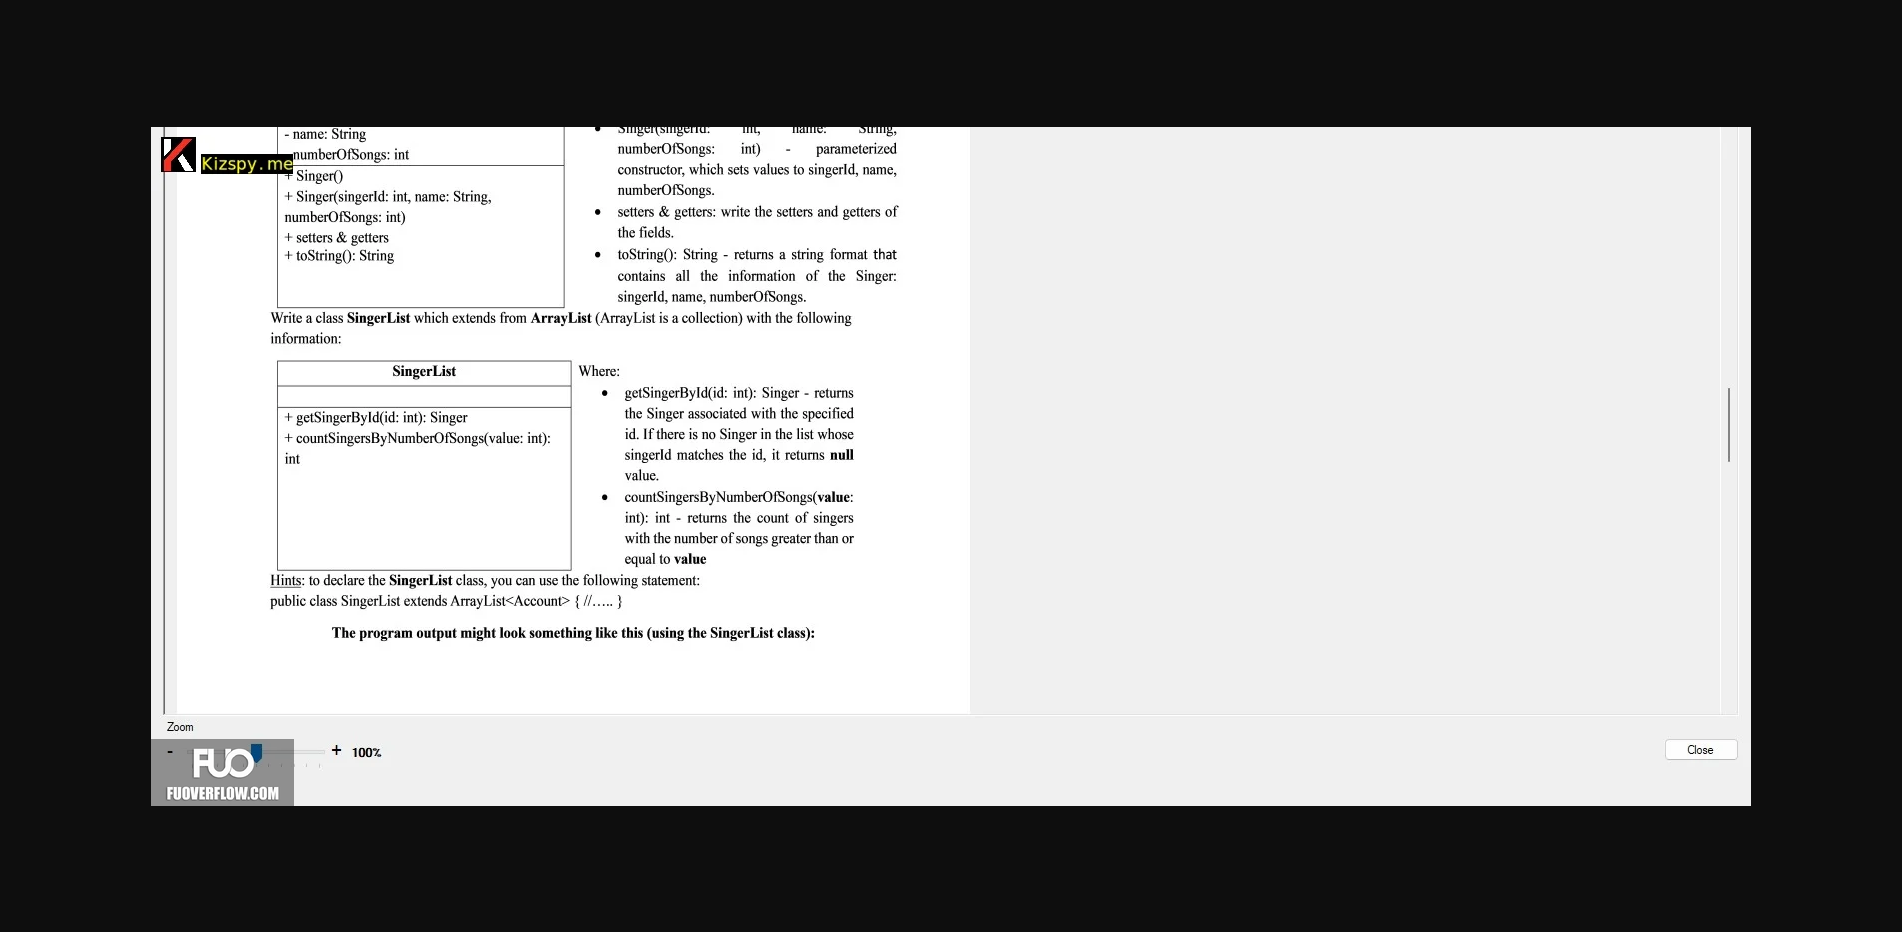 - name: String
numberOfSongs: int
+ Singer()
+ Singer(singerId: int, name: String,
numberOfSongs: int)
+ setters & getters
+ toString(): String
• Singer(singerId: int, name: String,
numberOfSongs: int) - parameterized
constructor, which sets values to singerId, name,
numberOfSongs.
• setters & getters: write the setters and getters of
the fields.
• toString(): String - returns a string format that
contains all the information of the Singer:
singerId, name, numberOfSongs.
Kizspy.me
Write a class SingerList which extends from ArrayList (ArrayList is a collection) with the following
information:
SingerList
+ getSingerById(id: int): Singer
+ countSingersByNumberOfSongs(value: int):
int
Where:
• getSingerById(id: int): Singer - returns
the Singer associated with the specified
id. If there is no Singer in the list whose
singerId matches the id, it returns null
value.
• countSingersByNumberOfSongs(value:
int): int - returns the count of singers
with the number of songs greater than or
equal to value
Hints: to declare the SingerList class, you can use the following statement:
public class SingerList extends ArrayList<Account> { //….. }
The program output might look something like this (using the SingerList class):
Zoom
- + 100%
Close
FUO
FUOVERFLOW.COM